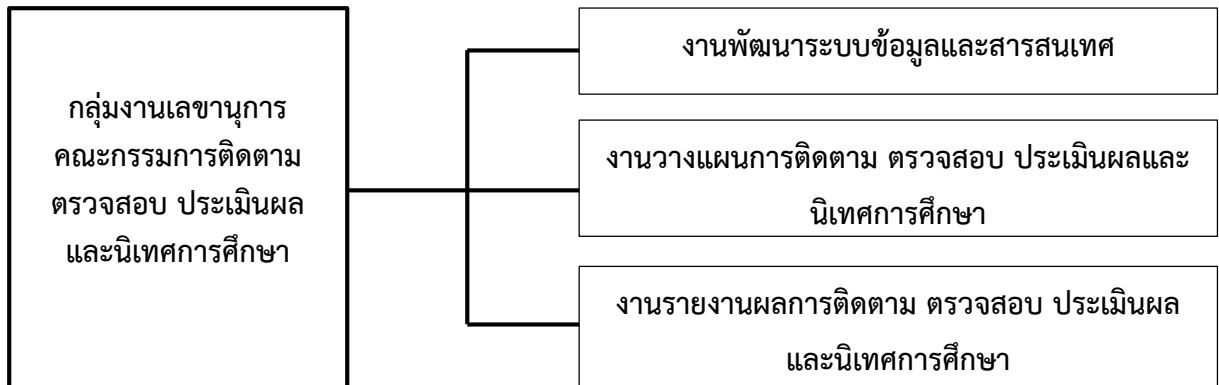 กลุ่มงานเลขานุการ
คณะกรรมการติดตาม
ตรวจสอบ ประเมินผล
และนิเทศการศึกษา
งานพัฒนาระบบข้อมูลและสารสนเทศ
งานวางแผนการติดตาม ตรวจสอบ ประเมินผลและ
นิเทศการศึกษา
งานรายงานผลการติดตาม ตรวจสอบ ประเมินผล
และนิเทศการศึกษา